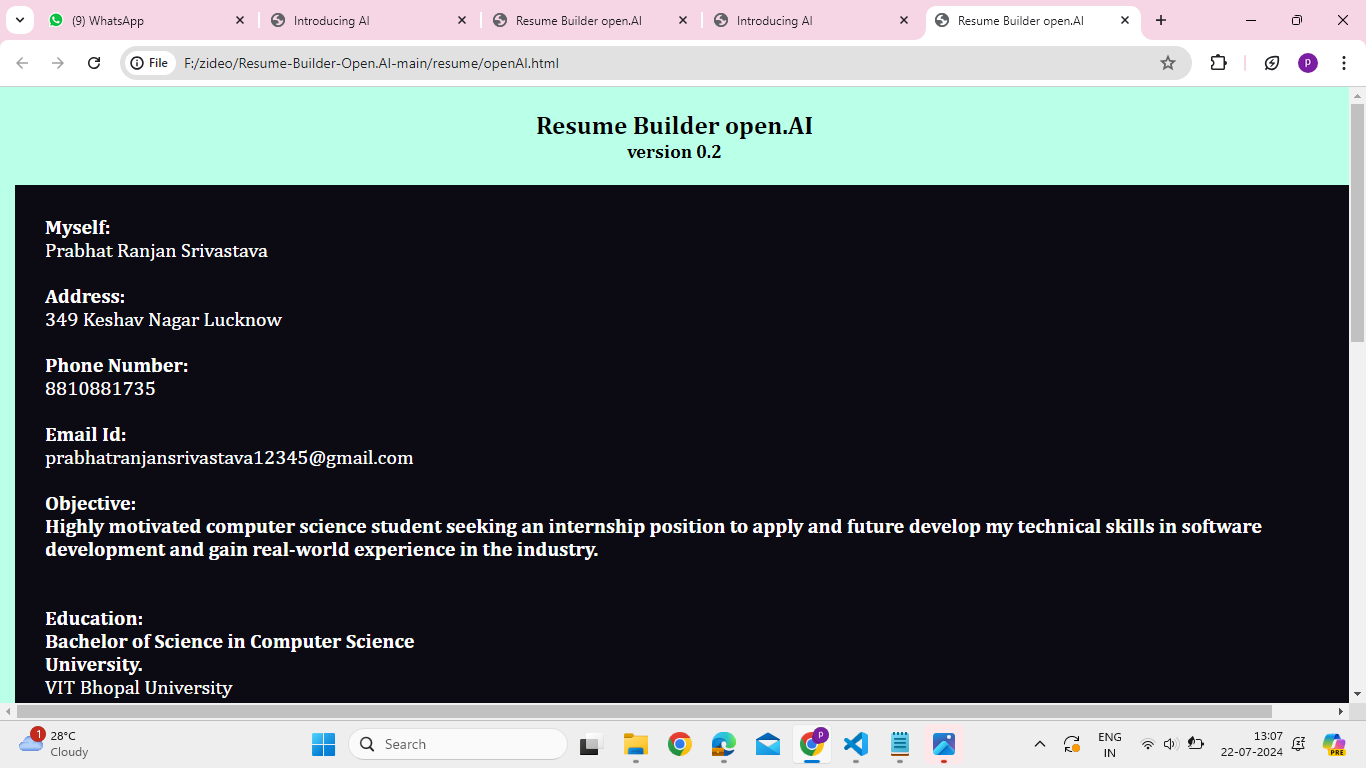 (9) WhatsApp
Introducing AI
Resume Builder open.AI
Introducing AI
Resume Builder open.AI
File
F:/zideo/Resume-Builder-Open.AI-main/resume/openAI.html
p
Resume Builder open.AI
version 0.2
Myself:
Prabhat Ranjan Srivastava
Address:
349 Keshav Nagar Lucknow
Phone Number:
8810881735
Email Id:
prabhatranjansrivastava12345@gmail.com
Objective:
Highly motivated computer science student seeking an internship position to apply and future develop my technical skills in software
development and gain real-world experience in the industry.
Education:
Bachelor of Science in Computer Science
University.
VIT Bhopal University
1
28°C
Cloudy
Search
p
ENG
IN
13:07
22-07-2024
PRE